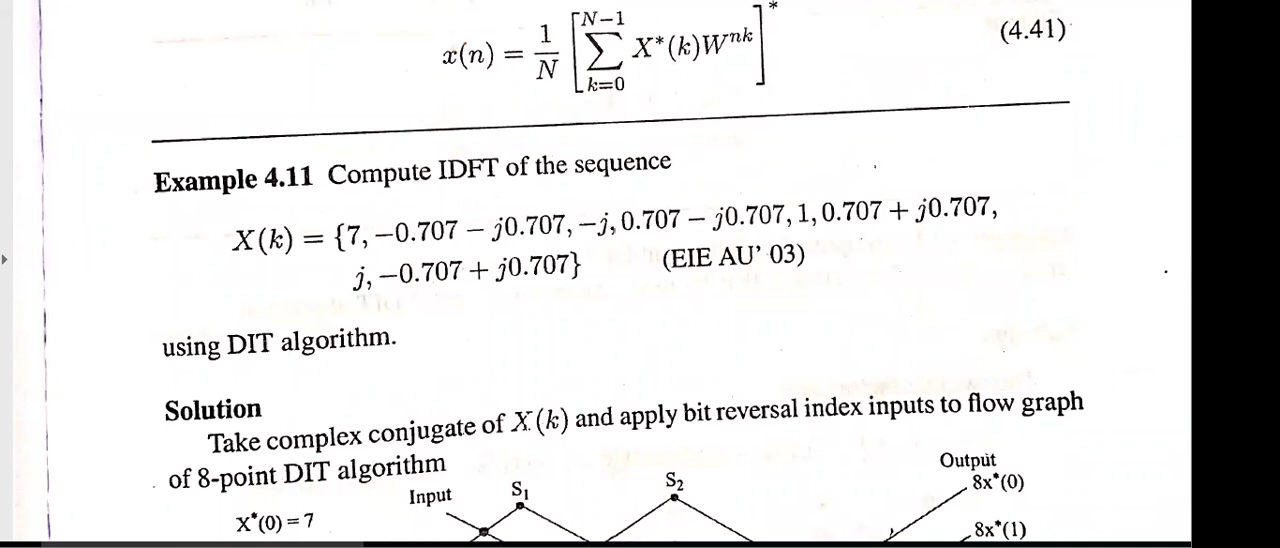 x(n) = 1/N [ N−1 ∑ k=0 X*(k)W^nk ]* (4.41)
Example 4.11 Compute IDFT of the sequence
X(k) = {7, −0.707 − j0.707, −j, 0.707 − j0.707, 1, 0.707 + j0.707,
j, −0.707 + j0.707} (EIE AU’ 03)
using DIT algorithm.
Solution
Take complex conjugate of X(k) and apply bit reversal index inputs to flow graph
of 8-point DIT algorithm
Input S₁ S₂ Output
X*(0) = 7 8x*(0)
8x*(1)